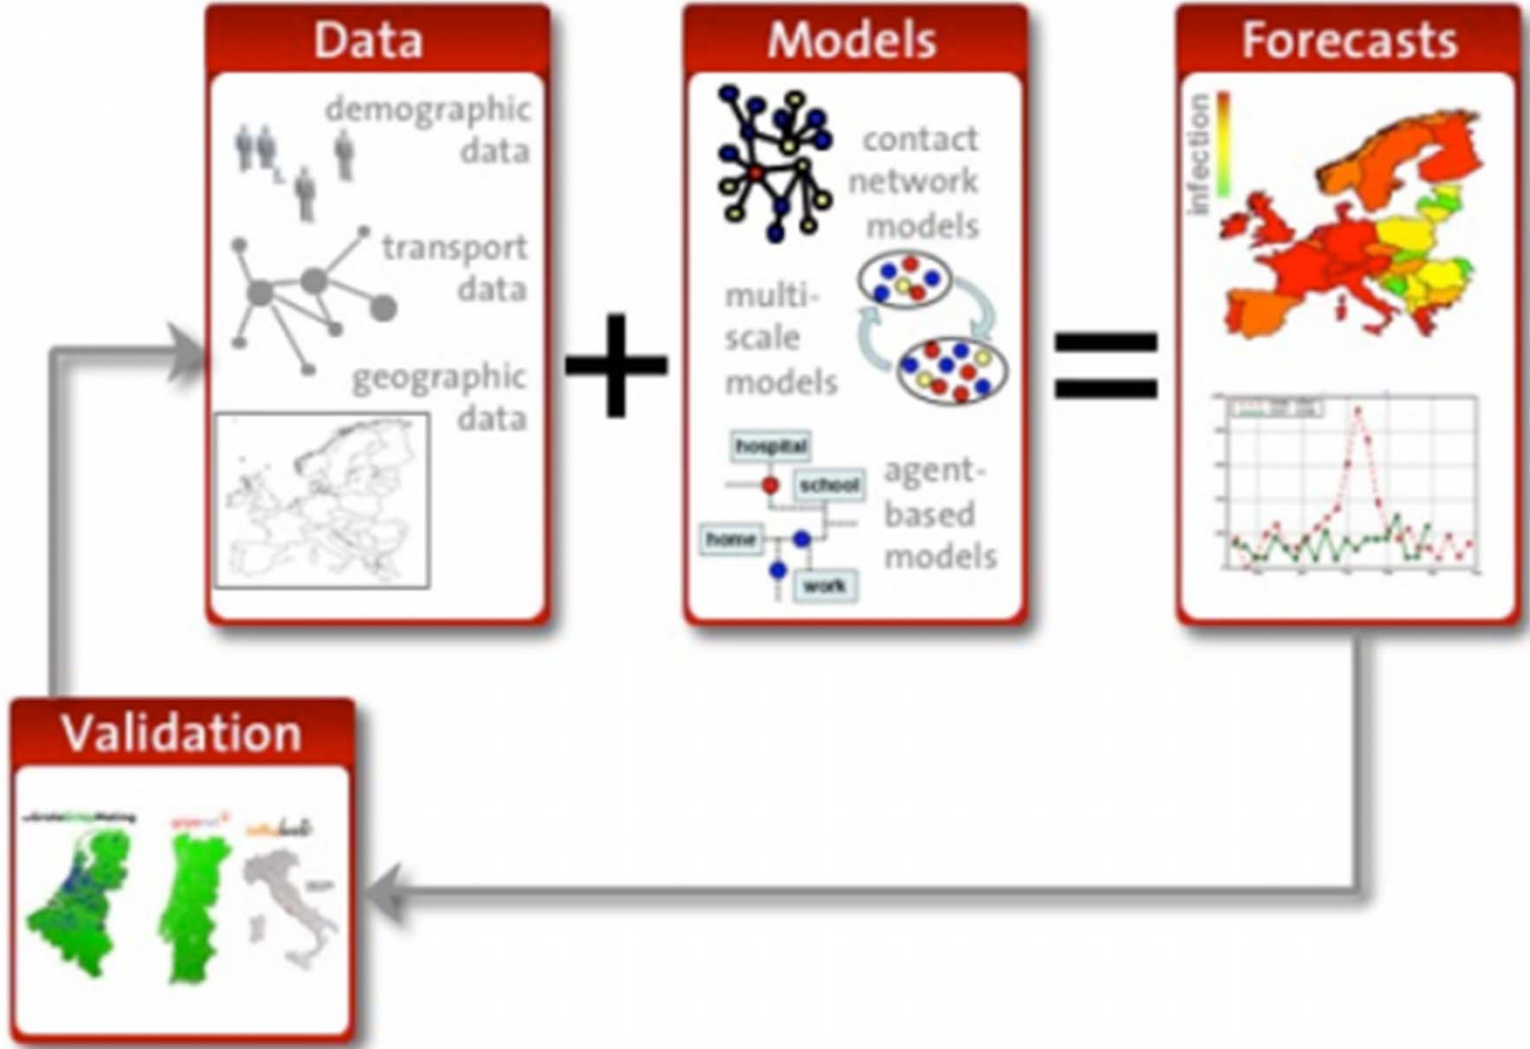 Data
demographic
data
transport
data
geographic
data
+
Models
contact
network
models
multi-
scale
models
hospital
school
home
work
agent-
based
models
=
Forecasts
infection
Validation